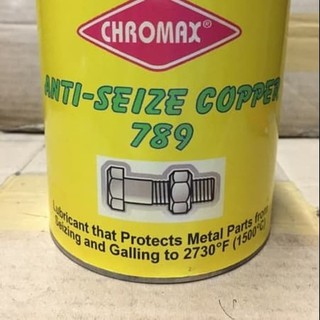 CHROMAX®
ANTI-SEIZE COPPER
789
Lubricant that Protects Metal Parts from
Seizing and Galling to 2730°F (1500°C)